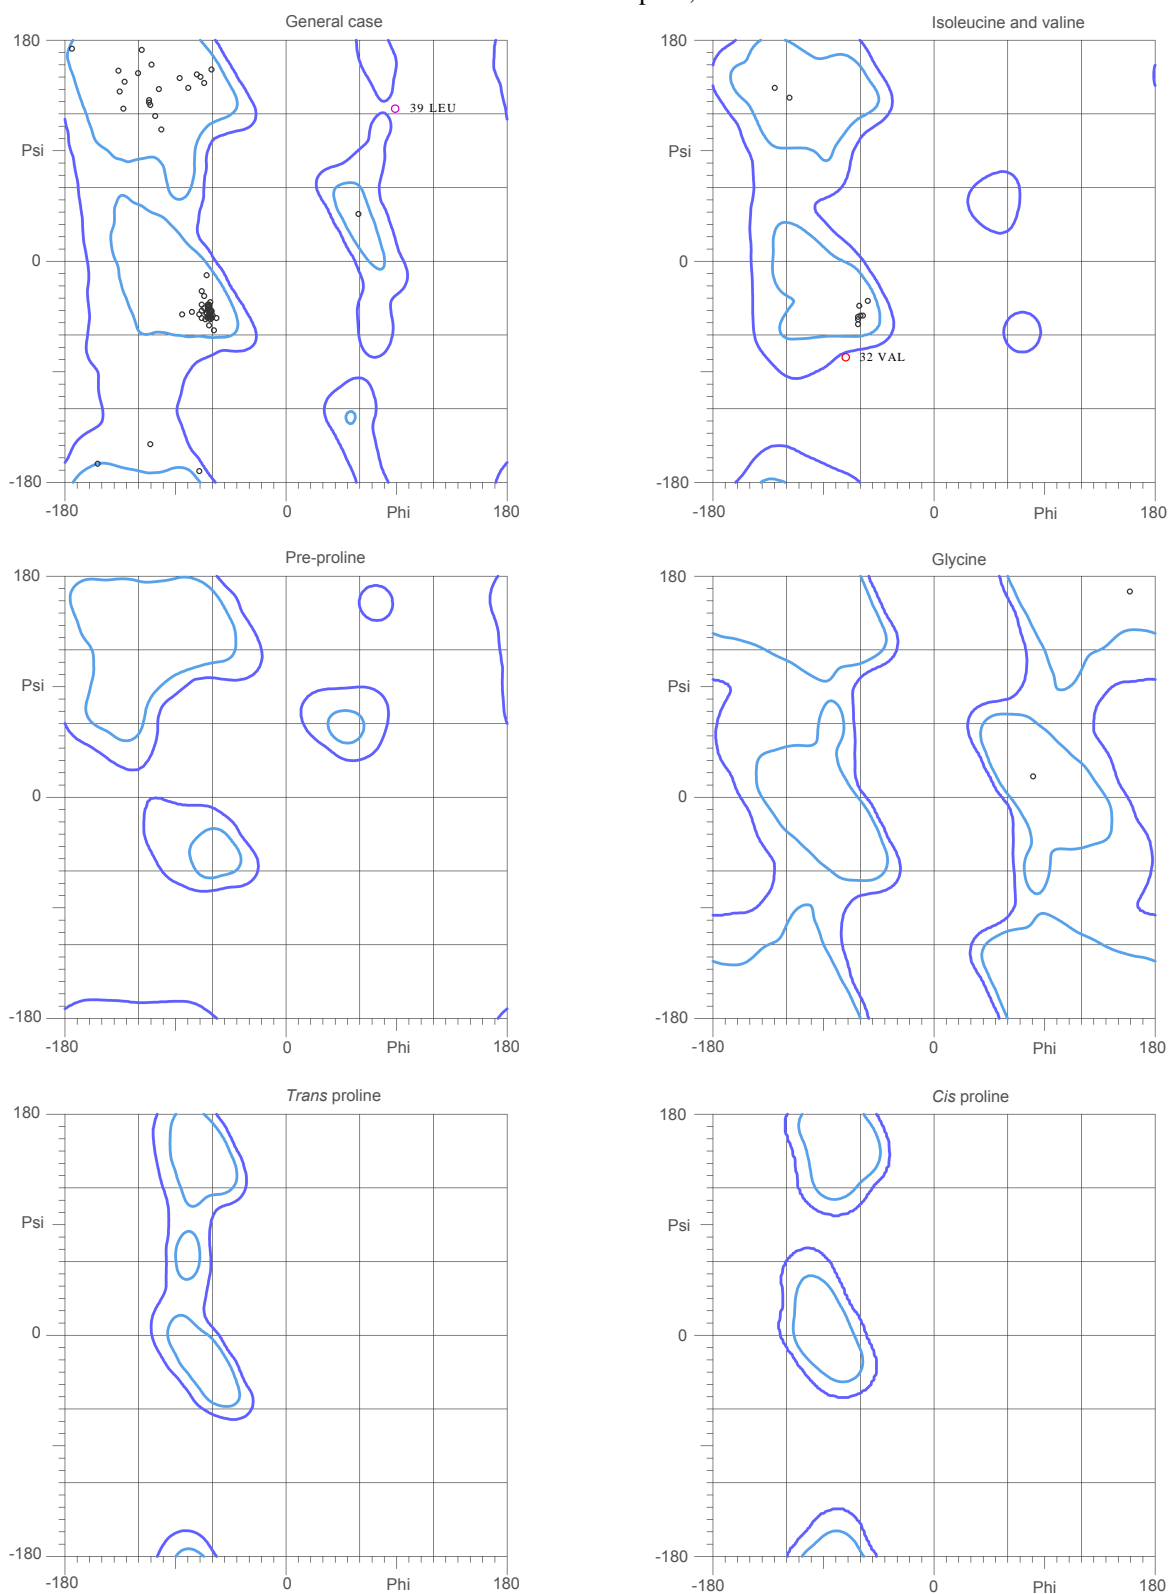 General case
Isoleucine and valine
180
180
39 LEU
Psi
Psi
0
0
32 VAL
-180
-180
-180
0
Phi
180
-180
0
Phi
180
Pre-proline
Glycine
180
180
Psi
Psi
0
0
-180
-180
-180
0
Phi
180
-180
0
Phi
180
Trans proline
Cis proline
180
180
Psi
Psi
0
0
-180
-180
-180
0
Phi
180
-180
0
Phi
180